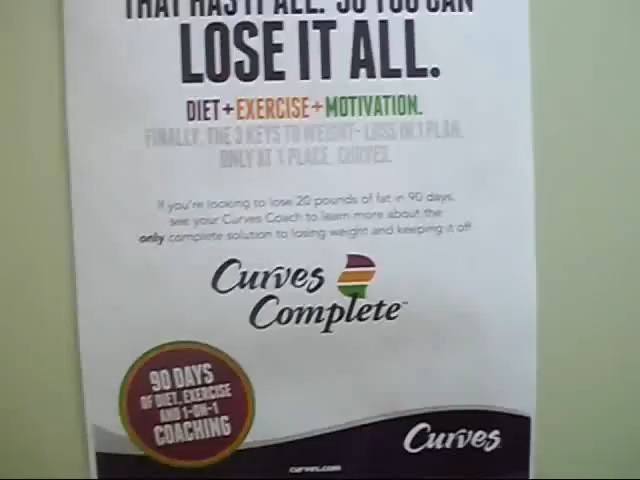 THAT HAS IT ALL. SO YOU CAN
LOSE IT ALL.
DIET+EXERCISE+MOTIVATION.
FINALLY, THE 3 KEYS TO WEIGHT-LOSS IN 1 PLAN.
ONLY AT 1 PLACE. CURVES.
If you're looking to lose 20 pounds of fat in 90 days,
see your Curves Coach to learn more about the
only complete solution to losing weight and keeping it off
Curves
Complete™
90 DAYS
OF DIET, EXERCISE
AND 1-ON-1
COACHING
Curves
curves.com